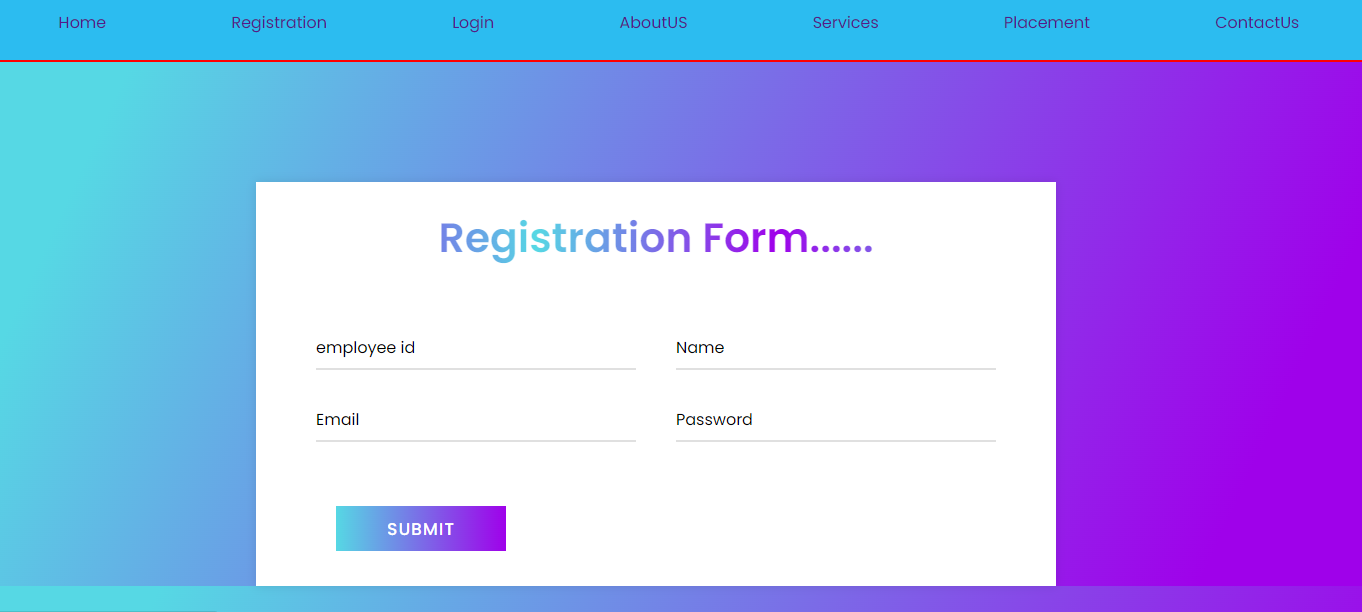 Home Registration Login AboutUS Services Placement ContactUs
Registration Form......
employee id Name
Email Password
SUBMIT